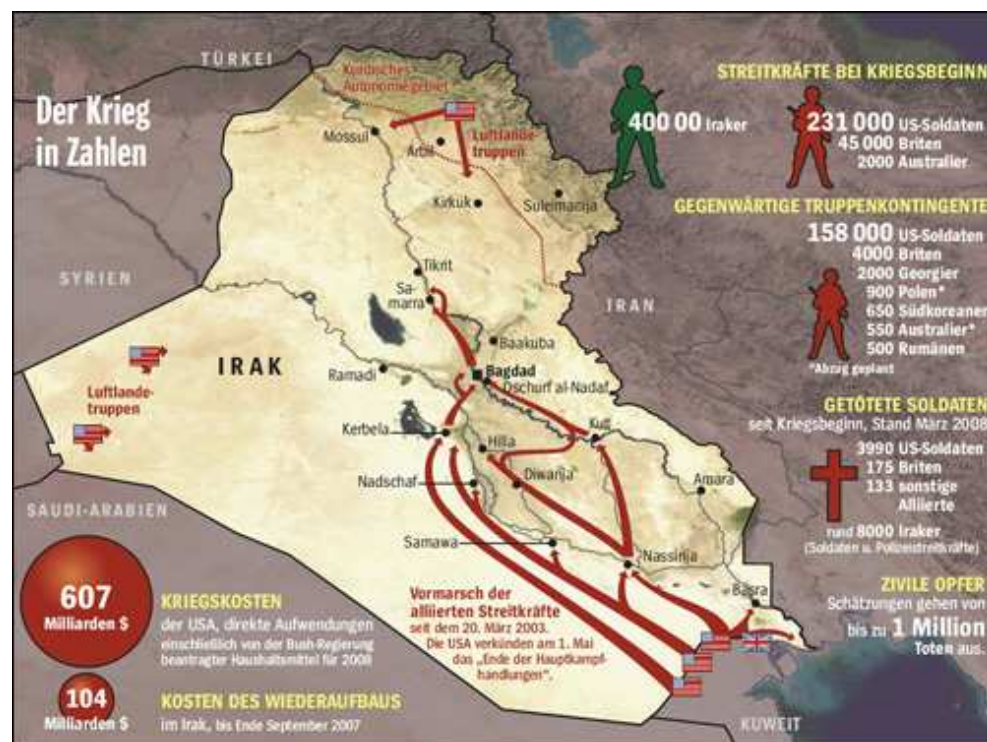 Der Krieg
in Zahlen
TÜRKEI
Kurdisches
Autonomiegebiet
Mossul
Arbil
Luftlande-
truppen
Kirkuk
Suleimanija
SYRIEN
IRAN
Tikrit
Sa-
marra
IRAK
Baakuba
Ramadi
Bagdad
Dschurf al-Nadaf
Luftlande-
truppen
Kerbela
Hilla
Kut
Nadschaf
Diwanija
Amara
SAUDI-ARABIEN
Samawa
Nassirija
Basra
KUWEIT
Vormarsch der
alliierten Streitkräfte
seit dem 20. März 2003.
Die USA verkünden am 1. Mai
das „Ende der Hauptkampf-
handlungen“.
607
Milliarden $
KRIEGSKOSTEN
der USA, direkte Aufwendungen
einschließlich von der Bush-Regierung
beantragter Haushaltsmittel für 2008
104
Milliarden $
KOSTEN DES WIEDERAUFBAUS
im Irak, bis Ende September 2007
STREITKRÄFTE BEI KRIEGSBEGINN
400 00 Iraker
231 000 US-Soldaten
45 000 Briten
2000 Australier
GEGENWÄRTIGE TRUPPENKONTINGENTE
158 000 US-Soldaten
4000 Briten
2000 Georgier
900 Polen*
650 Südkoreaner
550 Australier*
500 Rumänen
*Abzug geplant
GETÖTETE SOLDATEN
seit Kriegsbeginn, Stand März 2008
3990 US-Soldaten
175 Briten
133 sonstige
Alliierte
rund 8000 Iraker
(Soldaten u. Polizeistreitkräfte)
ZIVILE OPFER
Schätzungen gehen von
bis zu 1 Million
Toten aus.